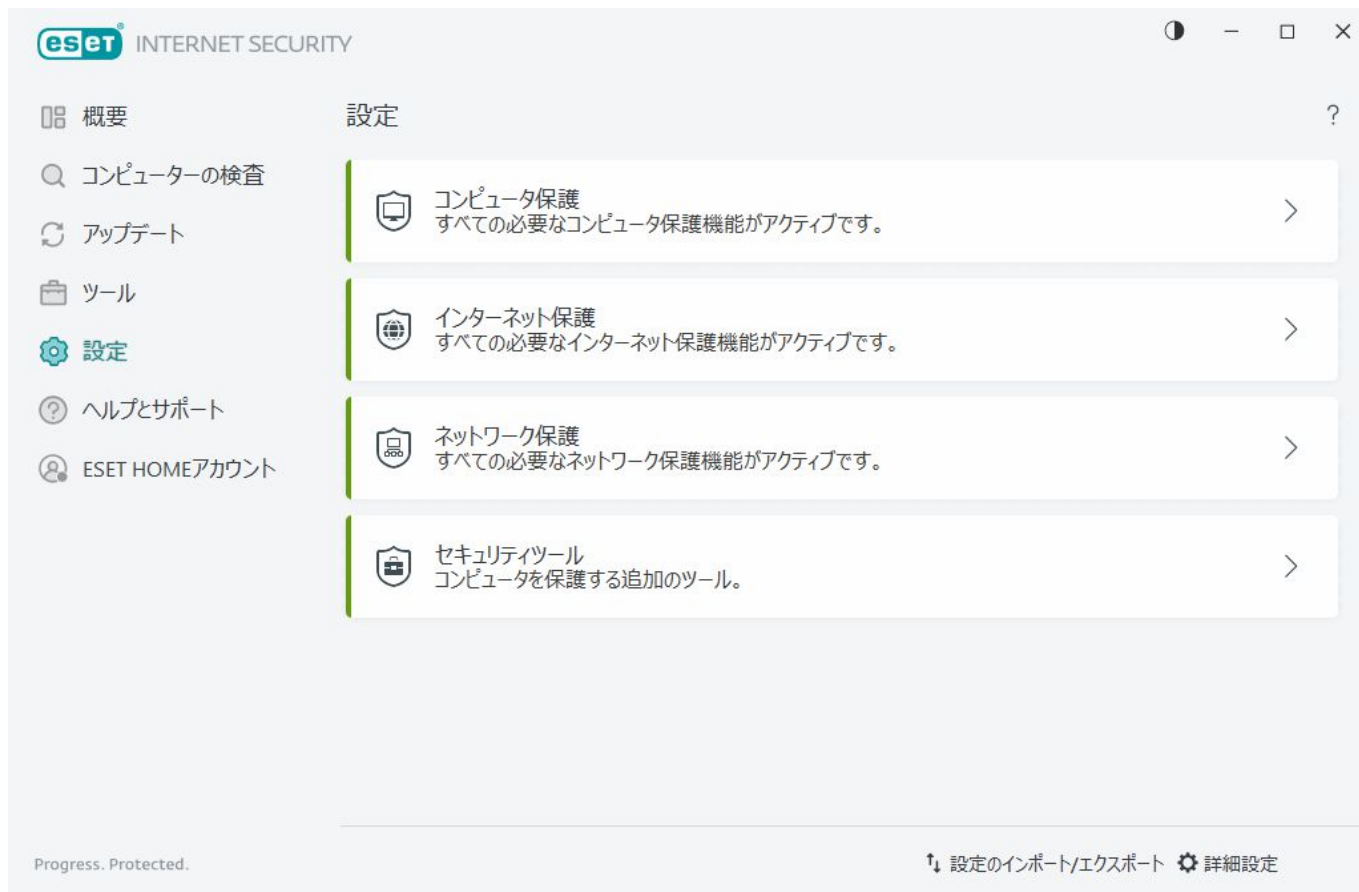 eseT® INTERNET SECURITY
概要
コンピューターの検査
アップデート
ツール
設定
ヘルプとサポート
ESET HOMEアカウント
設定
?
コンピュータ保護
すべての必要なコンピュータ保護機能がアクティブです。
インターネット保護
すべての必要なインターネット保護機能がアクティブです。
ネットワーク保護
すべての必要なネットワーク保護機能がアクティブです。
セキュリティツール
コンピュータを保護する追加のツール。
Progress. Protected.
設定のインポート/エクスポート 詳細設定